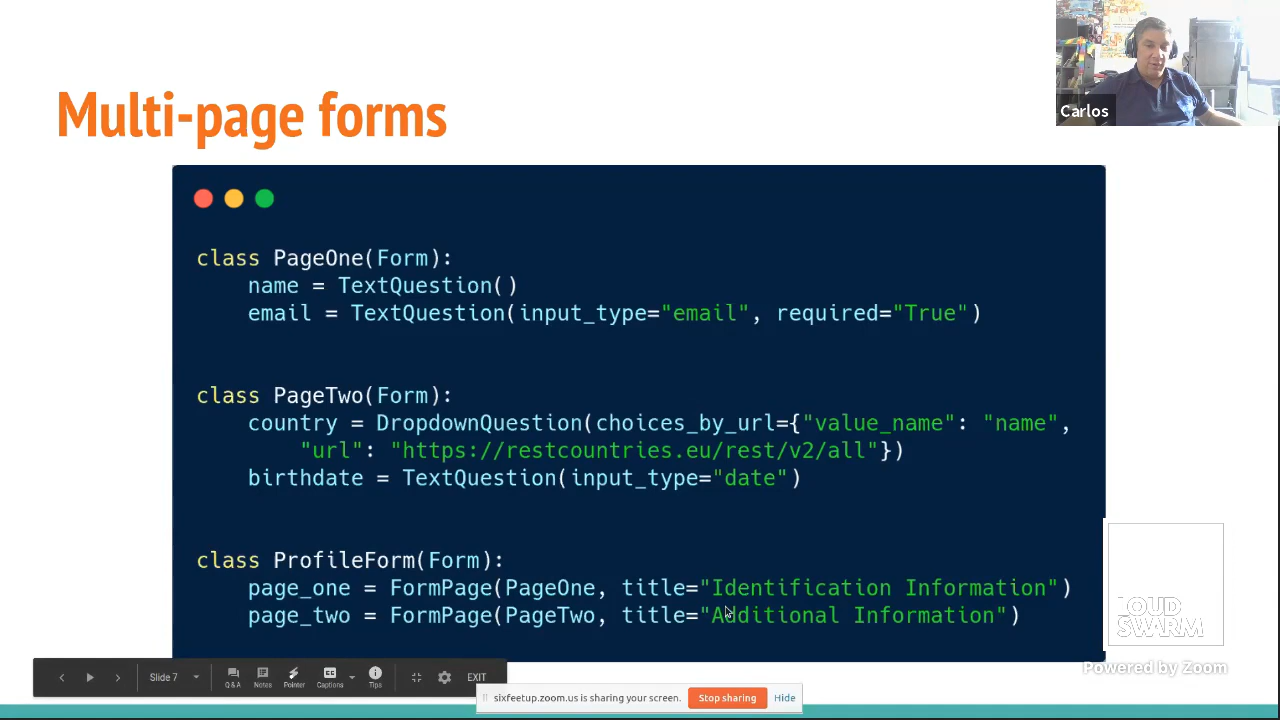 Multi-page forms
Carlos
class PageOne(Form):
name = TextQuestion()
email = TextQuestion(input_type="email", required="True")
class PageTwo(Form):
country = DropdownQuestion(choices_by_url={"value_name": "name",
"url": "https://restcountries.eu/rest/v2/all"})
birthdate = TextQuestion(input_type="date")
class ProfileForm(Form):
page_one = FormPage(PageOne, title="Identification Information")
page_two = FormPage(PageTwo, title="Additional Information")
LOUD
SWARM
Powered by Zoom
Slide 7
Q & A
Notes
Pointer
CC
Captions
Tips
EXIT
sixfeetup.zoom.us is sharing your screen.
Stop sharing
Hide